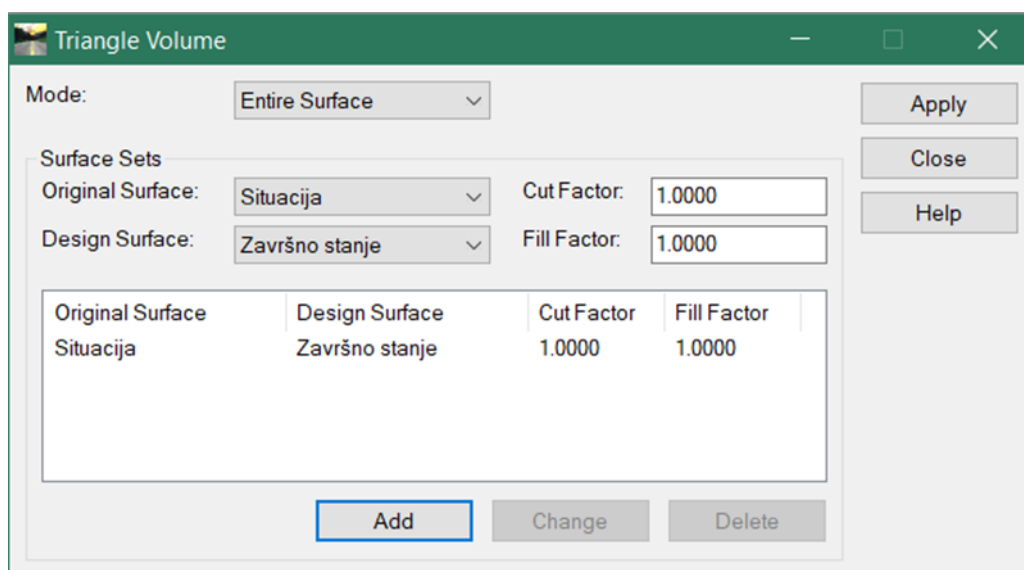 Triangle Volume
Mode: Entire Surface Apply
Surface Sets Close
Original Surface: Situacija Cut Factor: 1.0000 Help
Design Surface: Završno stanje Fill Factor: 1.0000
Original Surface Design Surface Cut Factor Fill Factor
Situacija Završno stanje 1.0000 1.0000
Add Change Delete